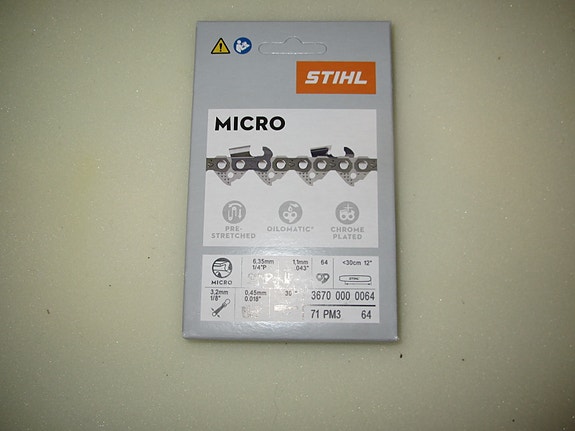 STIHL
MICRO
PRE-
STRETCHED
OILOMATIC®
CHROME
PLATED
MICRO
6,35mm
1/4"P
1,1mm
.043"
64
<30cm 12"
STIHL
3.2mm
1/8"
0.45mm
0.018"
3670 000 0064
71 PM3 64